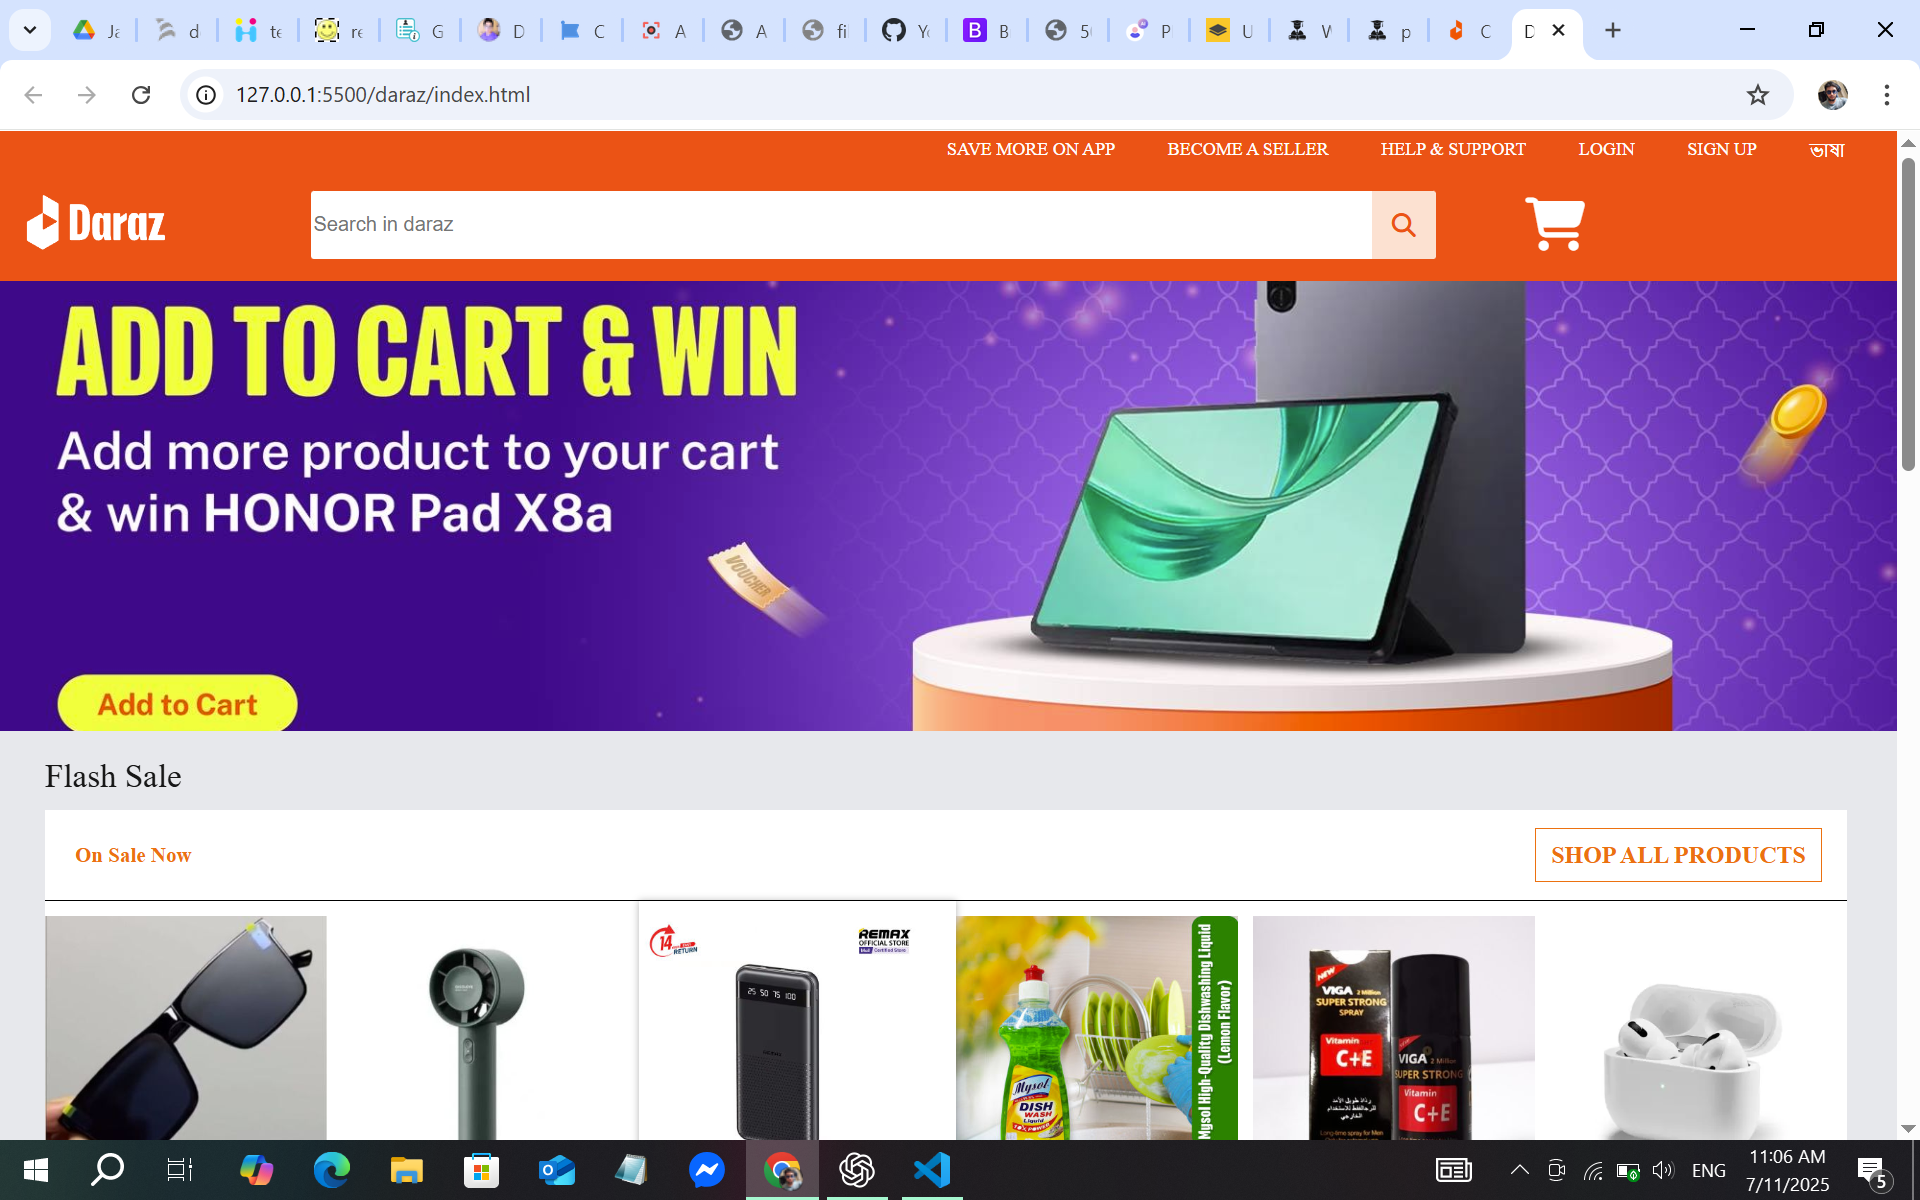 Ja
d
te
re
G
D
C
A
A
fi
Yo
B
5
P
U
W
p
C
D
127.0.0.1:5500/daraz/index.html
SAVE MORE ON APP
BECOME A SELLER
HELP & SUPPORT
LOGIN
SIGN UP
ভাষা
Daraz
Search in daraz
ADD TO CART & WIN
Add more product to your cart
& win HONOR Pad X8a
VOUCHER
Add to Cart
Flash Sale
On Sale Now
SHOP ALL PRODUCTS
14
RETURN
REMAX
OFFICIAL STORE
25 50 75 100
Mysol High-Quality Dishwashing Liquid
(Lemon Flavor)
Mysol
DISH
WASH
Liquid
NEW
VIGA 2 Million
SUPER STRONG
SPRAY
Vitamin
C+E
VIGA 2 Million
SUPER STRONG
Vitamin
C+E
ENG
11:06 AM
7/11/2025
5